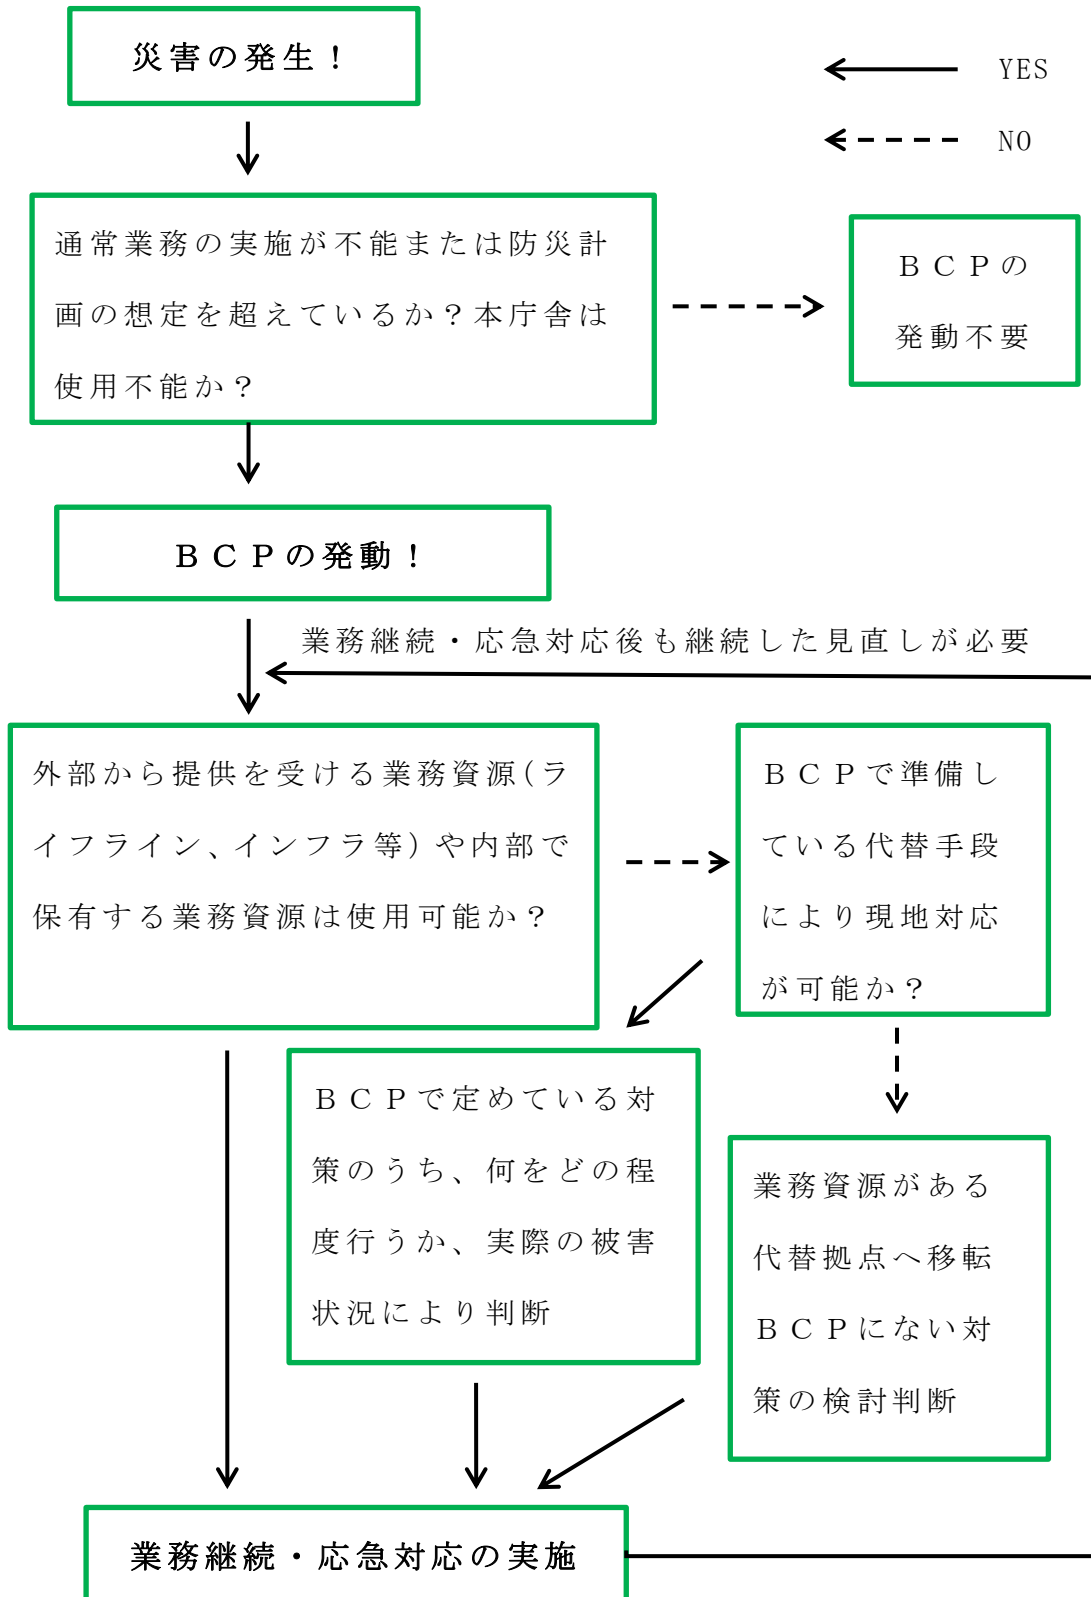 災害の発生！
YES
NO
通常業務の実施が不能または防災計
画の想定を超えているか？本庁舎は
使用不能か？
ＢＣＰの
発動不要
ＢＣＰの発動！
業務継続・応急対応後も継続した見直しが必要
外部から提供を受ける業務資源(ラ
イフライン、インフラ等)や内部で
保有する業務資源は使用可能か？
ＢＣＰで準備し
ている代替手段
により現地対応
が可能か？
ＢＣＰで定めている対
策のうち、何をどの程
度行うか、実際の被害
状況により判断
業務資源がある
代替拠点へ移転
ＢＣＰにない対
策の検討判断
業務継続・応急対応の実施